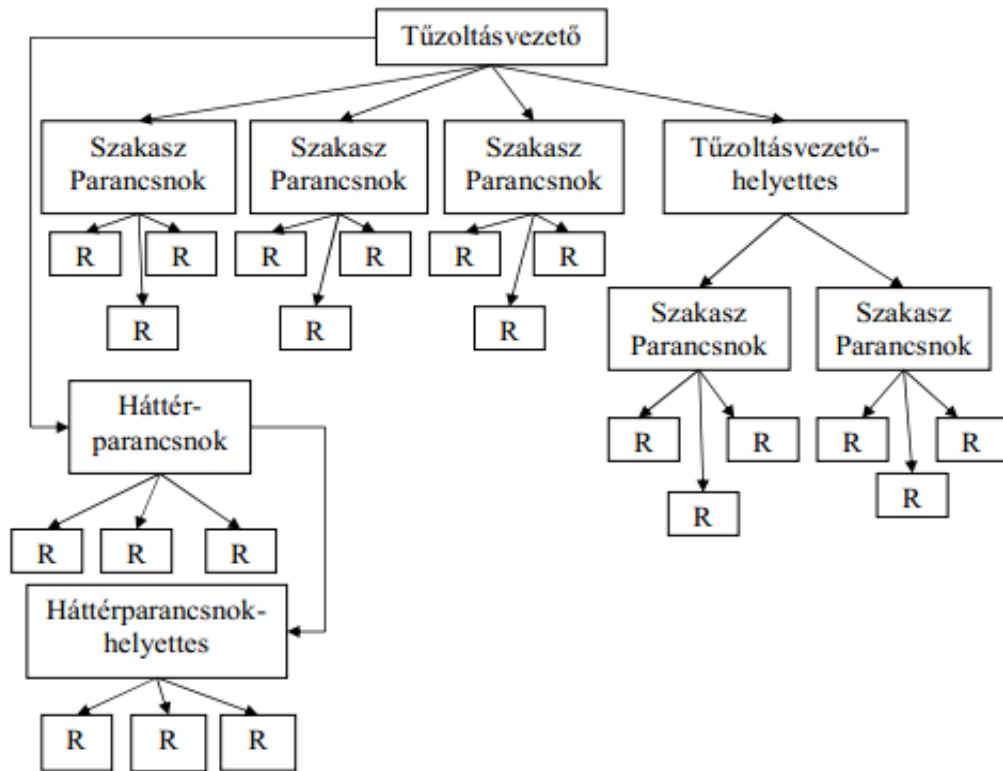 Tűzoltásvezető
Szakasz
Parancsnok
Szakasz
Parancsnok
Szakasz
Parancsnok
Tűzoltásvezető-
helyettes
R
R
R
R
R
R
R
R
R
Szakasz
Parancsnok
Szakasz
Parancsnok
R
R
R
R
R
R
Háttér-
parancsnok
R
R
R
Háttérparancsnok-
helyettes
R
R
R